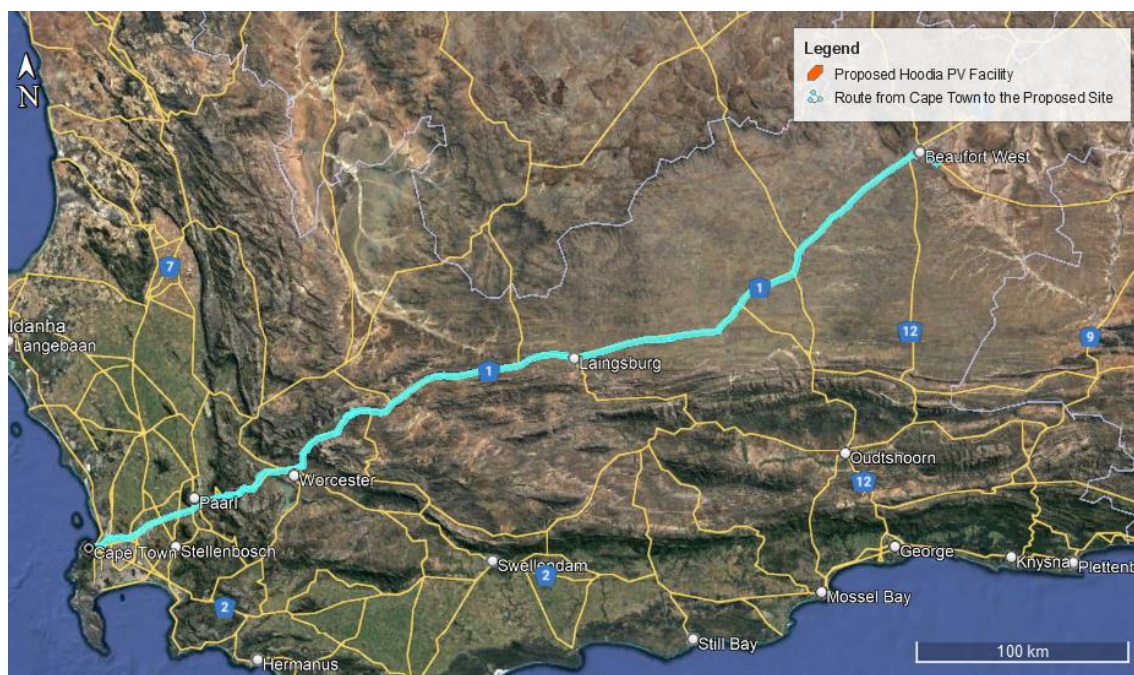 Legend
Proposed Hoodia PV Facility
Route from Cape Town to the Proposed Site
N
Beaufort West
7
1
12
9
ldanha
Langebaan
Laingsburg
1
Oudtshoorn
12
Worcester
Paarl
Cape Town
Stellenbosch
Swellendam
2
George
Knysna
Plettenb
2
Mossel Bay
Still Bay
Hermanus
100 km